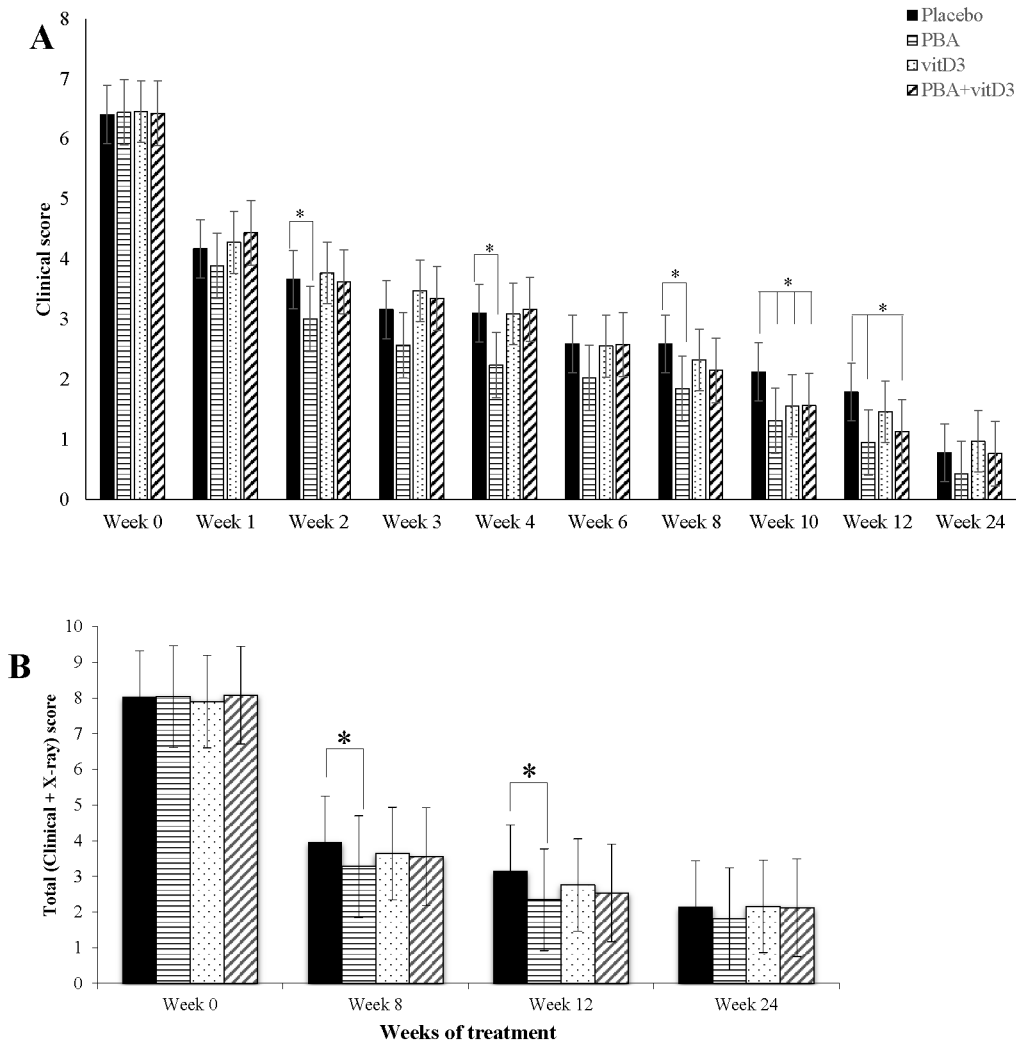 A
8
7
6
5
4
3
2
1
0
Clinical score
Placebo
PBA
vitD3
PBA+vitD3
*
*
*
*
*
Week 0 Week 1 Week 2 Week 3 Week 4 Week 6 Week 8 Week 10 Week 12 Week 24
B
10
9
8
7
6
5
4
3
2
1
0
Total (Clinical + X-ray) score
*
*
Week 0 Week 8 Week 12 Week 24
Weeks of treatment